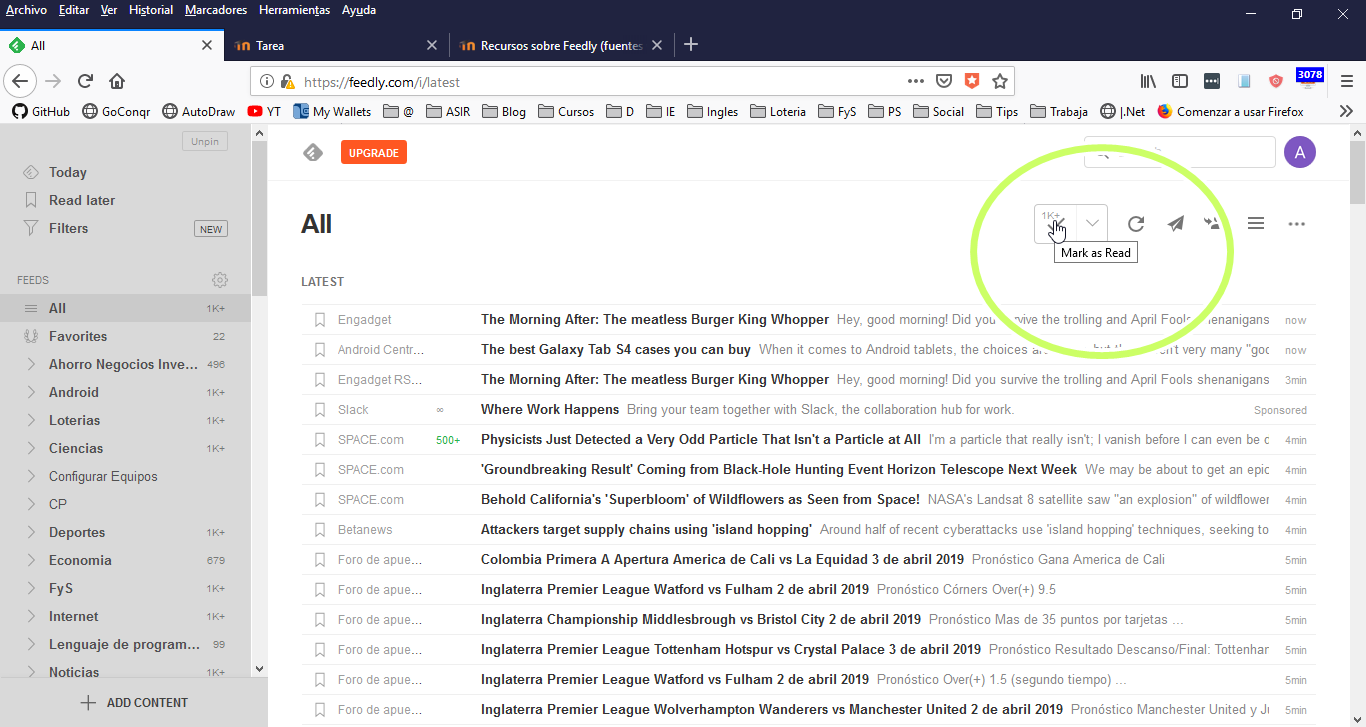 Archivo Editar Ver Historial Marcadores Herramientas Ayuda
All Tarea Recursos sobre Feedly (fuentes
https://feedly.com/i/latest 3078
GitHub GoConqr AutoDraw YT My Wallets @ ASIR Blog Cursos D IE Ingles Loteria FyS PS Social Tips Trabaja |.Net Comenzar a usar Firefox
Unpin
Today
Read later
Filters NEW
FEEDS
All 1K+
Favorites 22
Ahorro Negocios Inve... 496
Android 1K+
Loterias 1K+
Ciencias 1K+
Configurar Equipos
CP
Deportes 1K+
Economia 679
FyS 1K+
Internet 1K+
Lenguaje de program... 99
Noticias 1K+
ADD CONTENT
UPGRADE A
All 1K+
Mark as Read
LATEST
Engadget The Morning After: The meatless Burger King Whopper Hey, good morning! Did you survive the trolling and April Fools shenanigans now
Android Centr... The best Galaxy Tab S4 cases you can buy When it comes to Android tablets, the choices very many "goo now
Engadget RS... The Morning After: The meatless Burger King Whopper Hey, good morning! Did you survive the trolling and April Fools shenanigans 3min
Slack ∞ Where Work Happens Bring your team together with Slack, the collaboration hub for work. Sponsored
SPACE.com 500+ Physicists Just Detected a Very Odd Particle That Isn't a Particle at All I'm a particle that really isn't; I vanish before I can even be d 4min
SPACE.com 'Groundbreaking Result' Coming from Black-Hole Hunting Event Horizon Telescope Next Week We may be about to get an epic 4min
SPACE.com Behold California's 'Superbloom' of Wildflowers as Seen from Space! NASA's Landsat 8 satellite saw "an explosion" of wildflower 4min
Betanews Attackers target supply chains using 'island hopping' Around half of recent cyberattacks use 'island hopping' techniques, seeking to 4min
Foro de apue... Colombia Primera A Apertura America de Cali vs La Equidad 3 de abril 2019 Pronóstico Gana America de Cali 5min
Foro de apue... Inglaterra Premier League Watford vs Fulham 2 de abril 2019 Pronóstico Córners Over(+) 9.5 5min
Foro de apue... Inglaterra Championship Middlesbrough vs Bristol City 2 de abril 2019 Pronóstico Mas de 35 puntos por tarjetas ... 5min
Foro de apue... Inglaterra Premier League Tottenham Hotspur vs Crystal Palace 3 de abril 2019 Pronóstico Resultado Descanso/Final: Tottenhar 5min
Foro de apue... Inglaterra Premier League Watford vs Fulham 2 de abril 2019 Pronóstico Over(+) 1.5 (segundo tiempo) ... 5min
Foro de apue... Inglaterra Premier League Wolverhampton Wanderers vs Manchester United 2 de abril 2019 Pronóstico Manchester United y Ju 5min